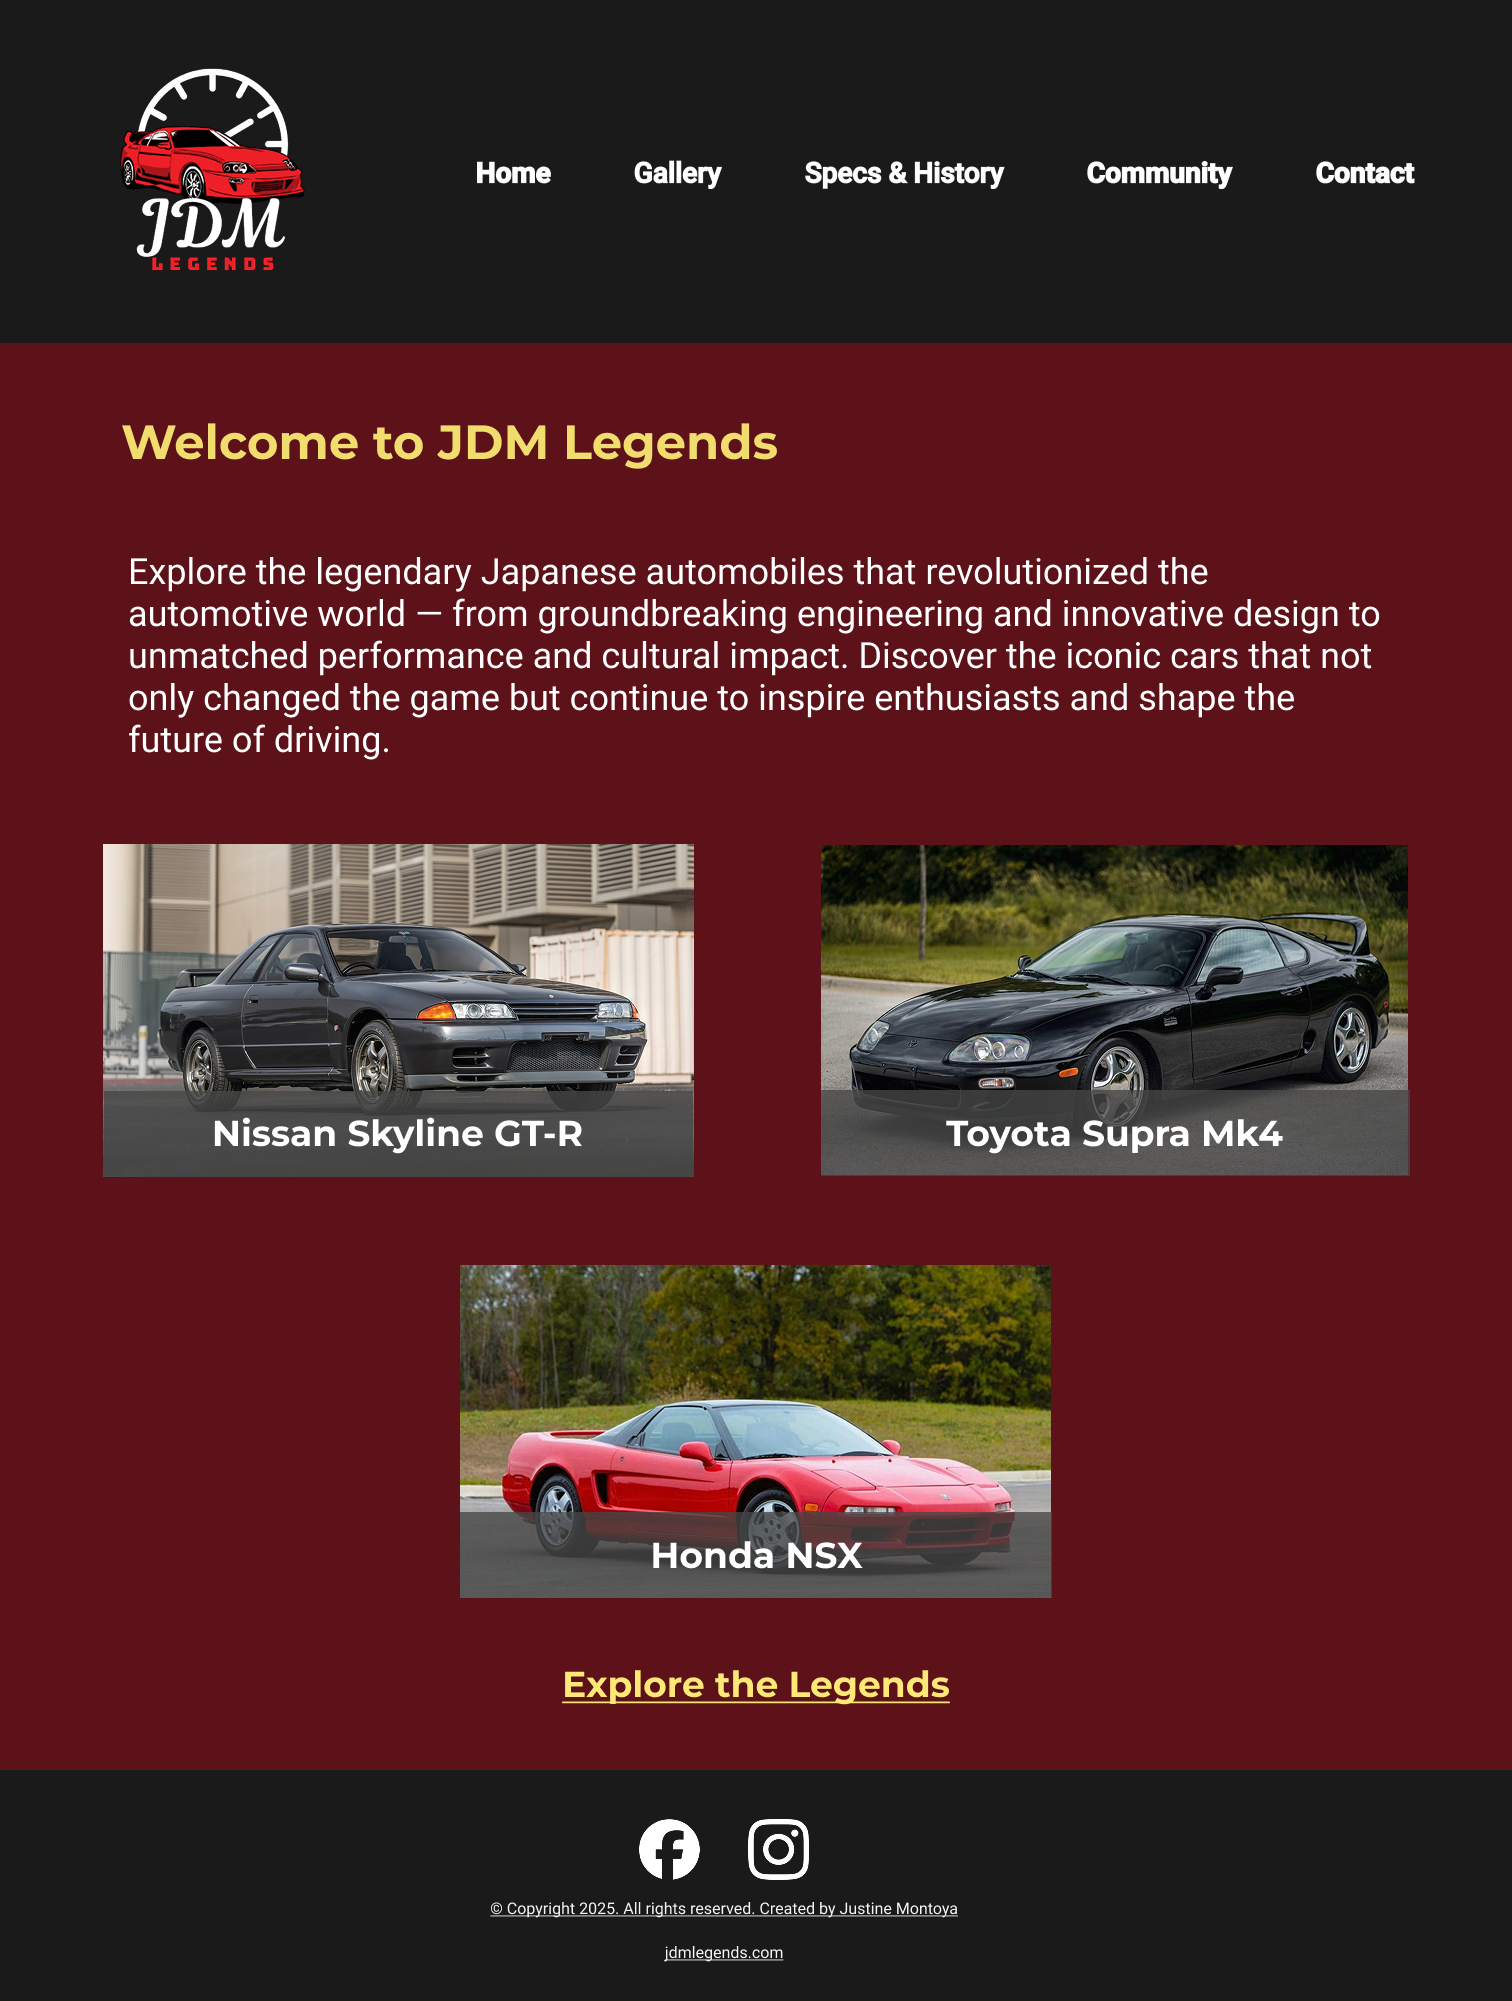 JDM
LEGENDS
Home Gallery Specs & History Community Contact
Welcome to JDM Legends
Explore the legendary Japanese automobiles that revolutionized the
automotive world — from groundbreaking engineering and innovative design to
unmatched performance and cultural impact. Discover the iconic cars that not
only changed the game but continue to inspire enthusiasts and shape the
future of driving.
Nissan Skyline GT-R
Toyota Supra Mk4
Honda NSX
Explore the Legends
© Copyright 2025. All rights reserved. Created by Justine Montoya
jdmlegends.com